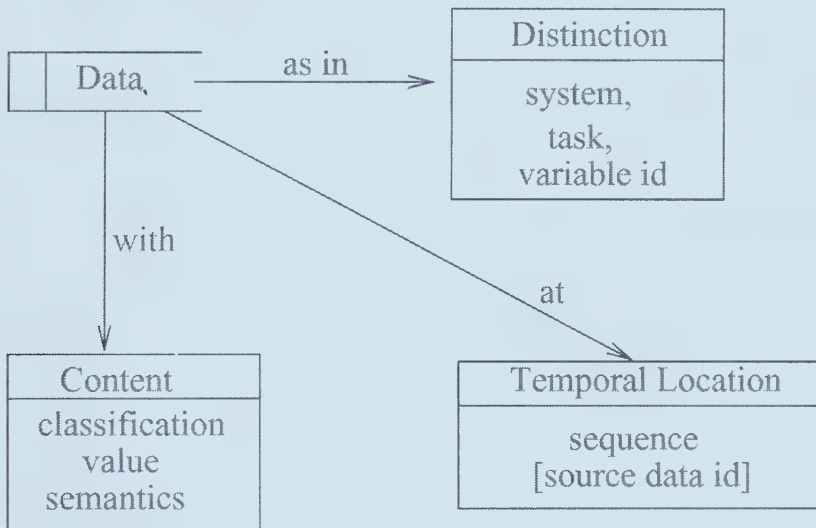 Data
as in
Distinction
system,
task,
variable id
with
at
Content
classification
value
semantics
Temporal Location
sequence
[source data id]